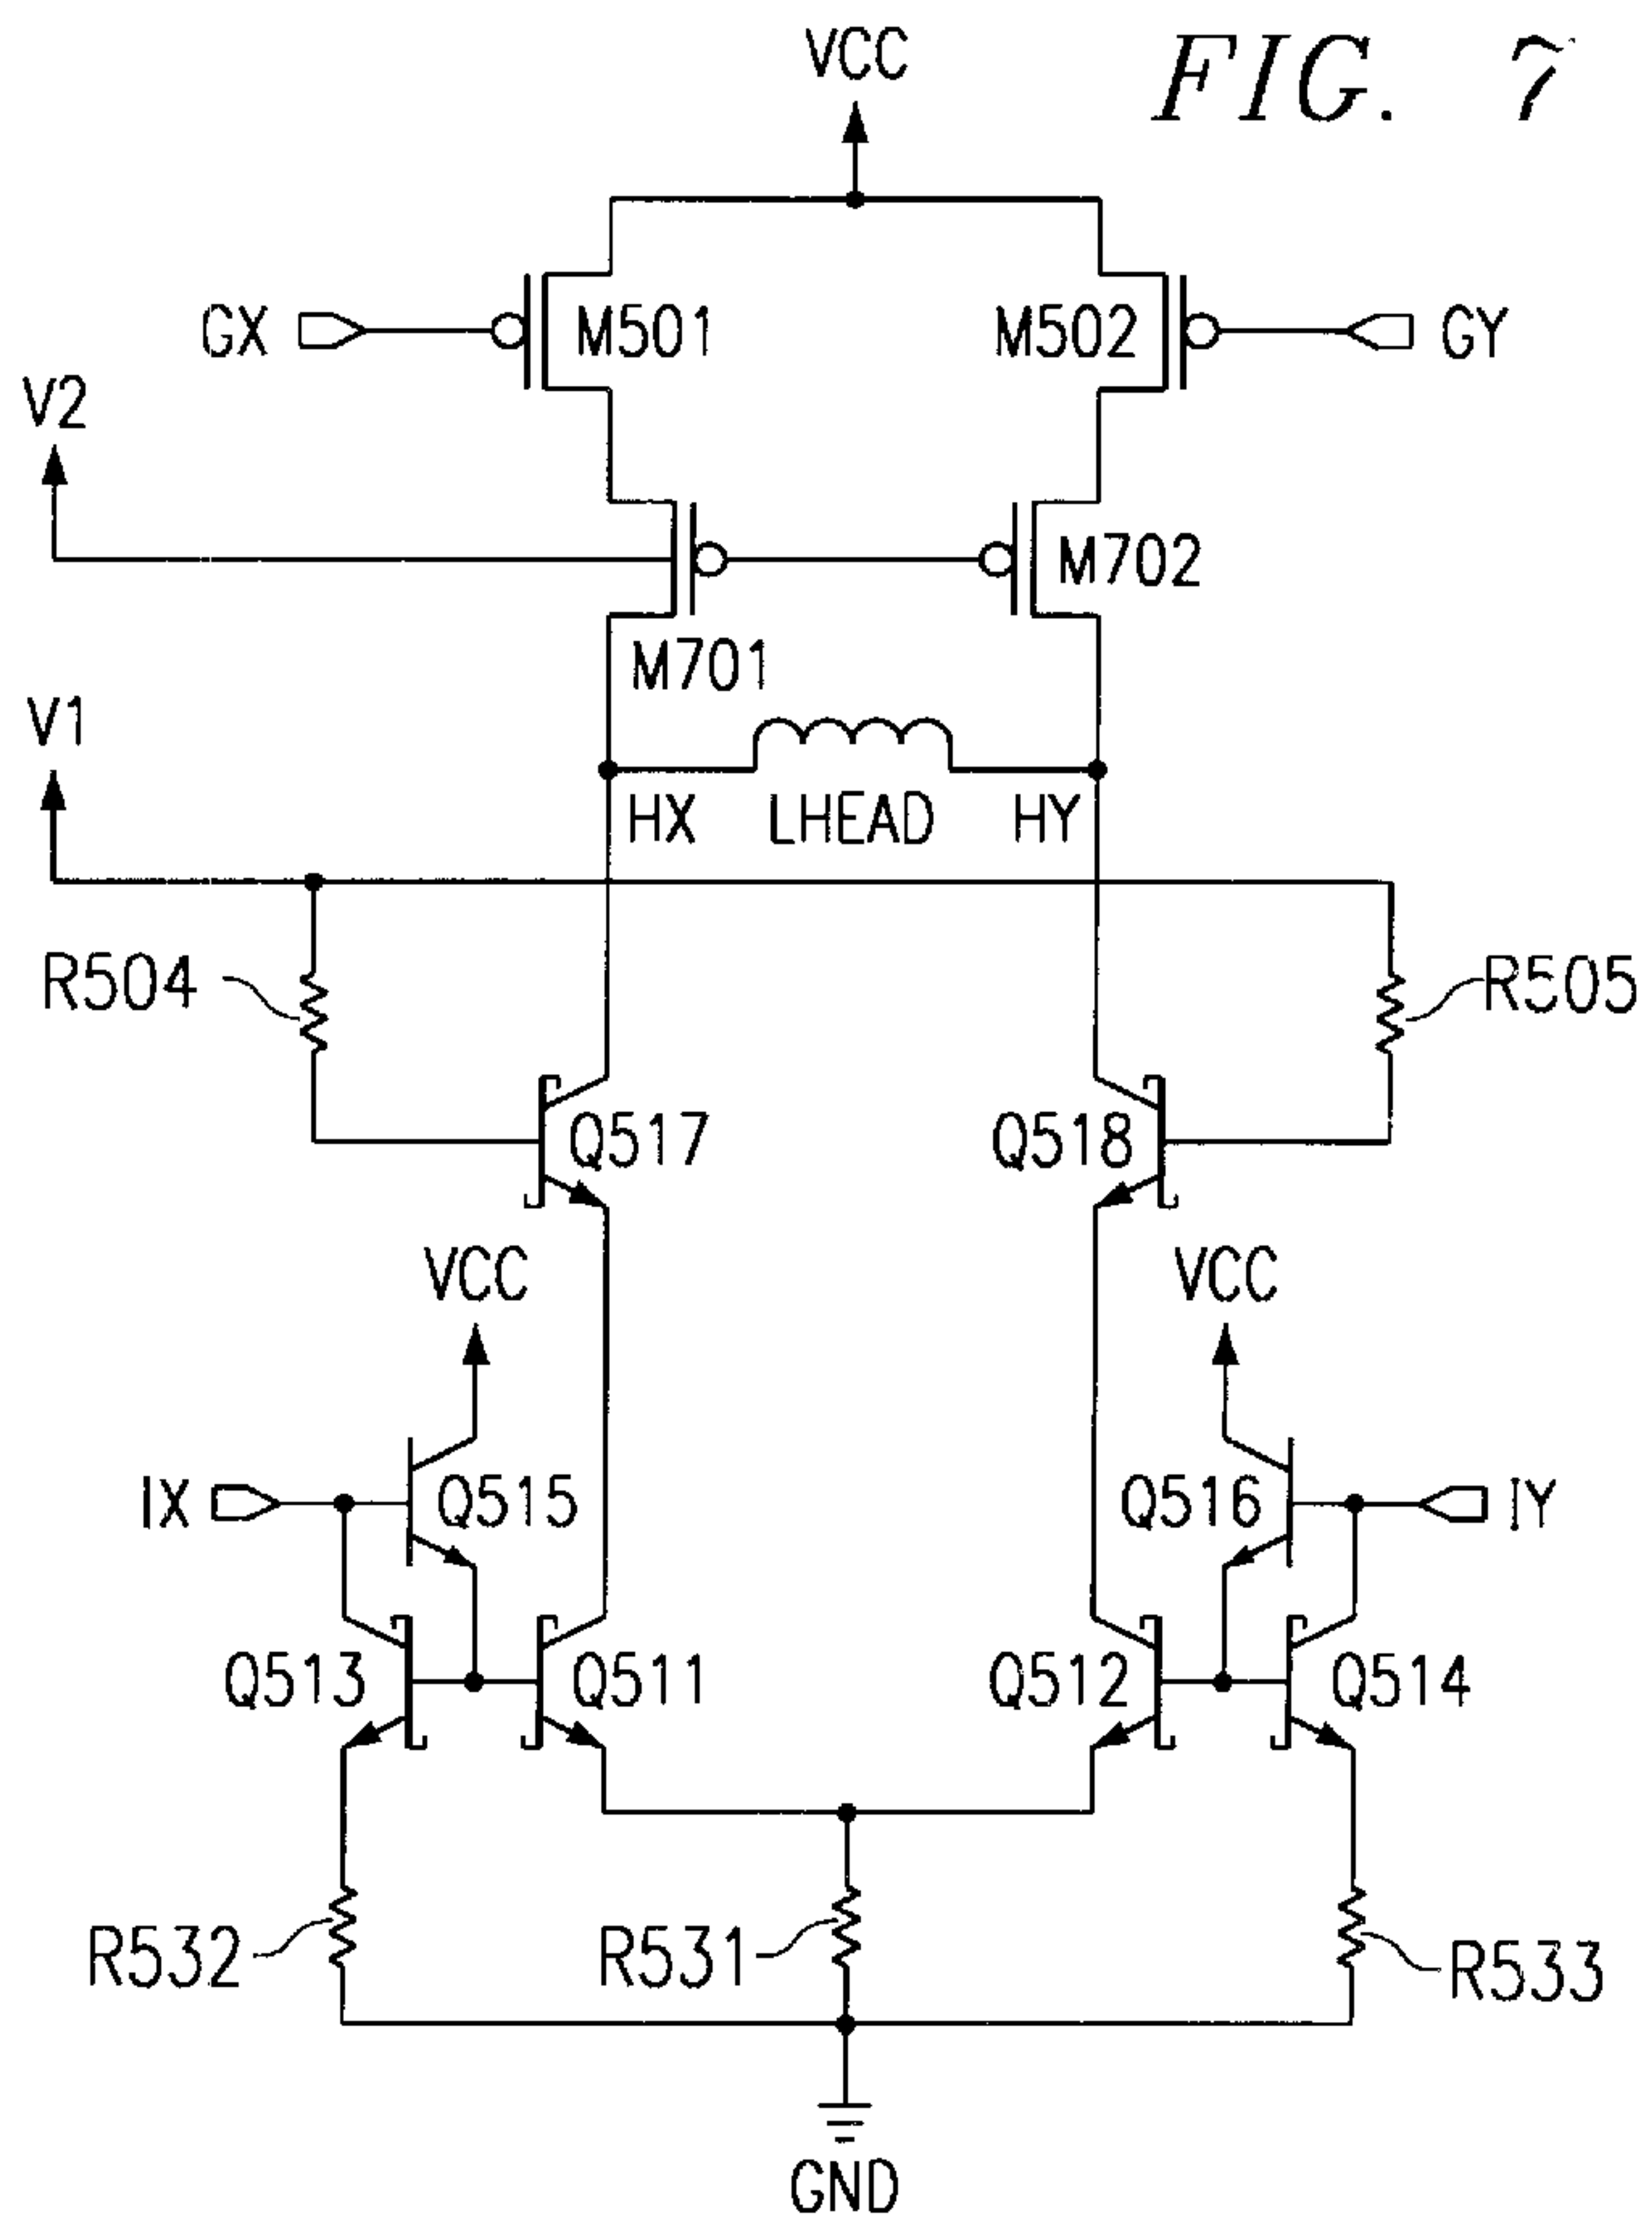 FIG. 7
VCC
GX
M501
M502
GY
V2
M702
M701
V1
HX
LHEAD
HY
R504
R505
Q517
Q518
VCC
VCC
IX
Q515
Q516
IY
Q513
Q511
Q512
Q514
R532
R531
R533
GND